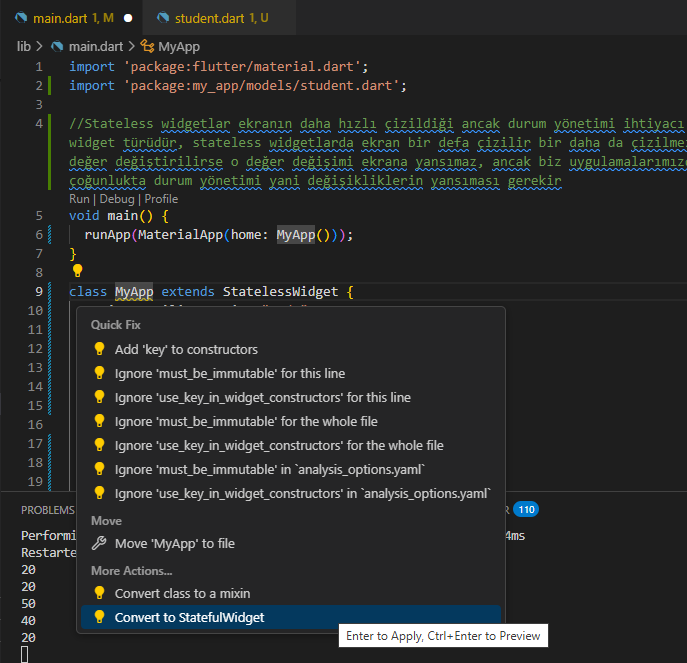 main.dart 1, M
student.dart 1, U
lib > main.dart > MyApp
1 import 'package:flutter/material.dart';
2 import 'package:my_app/models/student.dart';
3
4 //Stateless widgetlar ekranın daha hızlı çizildiği ancak durum yönetimi ihtiyacı
widget türüdür, stateless widgetlarda ekran bir defa çizilir bir daha da çizilmez
değer değiştirilirse o değer değişimi ekrana yansımaz, ancak biz uygulamalarımızda
çoğunlukta durum yönetimi yani değişikliklerin yansıması gerekir
Run | Debug | Profile
5 void main() {
6 runApp(MaterialApp(home: MyApp()));
7 }
8
9 class MyApp extends StatelessWidget {
10
11
12
13
14
15
16
17
18
19
Quick Fix
Add 'key' to constructors
Ignore 'must_be_immutable' for this line
Ignore 'use_key_in_widget_constructors' for this line
Ignore 'must_be_immutable' for the whole file
Ignore 'use_key_in_widget_constructors' for the whole file
Ignore 'must_be_immutable' in `analysis_options.yaml`
Ignore 'use_key_in_widget_constructors' in `analysis_options.yaml`
Move
Move 'MyApp' to file
More Actions...
Convert class to a mixin
Convert to StatefulWidget
Enter to Apply, Ctrl+Enter to Preview
PROBLEMS R 110
Performi 4ms
Restarte
20
20
50
40
20